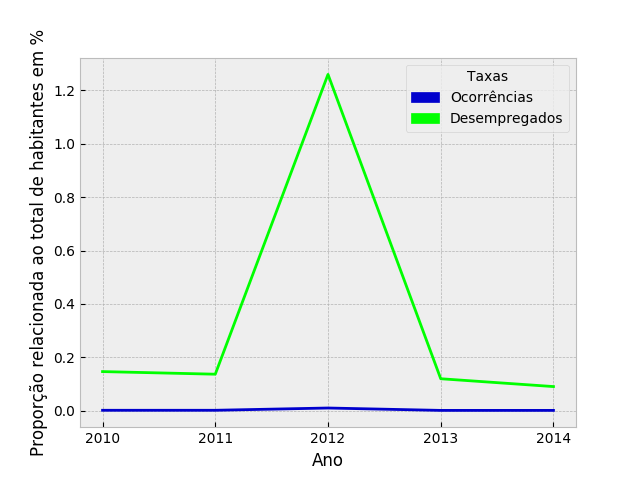 Proporção relacionada ao total de habitantes em %
Taxas
Ocorrências
Desempregados
1.2
1.0
0.8
0.6
0.4
0.2
0.0
2010 2011 2012 2013 2014
Ano